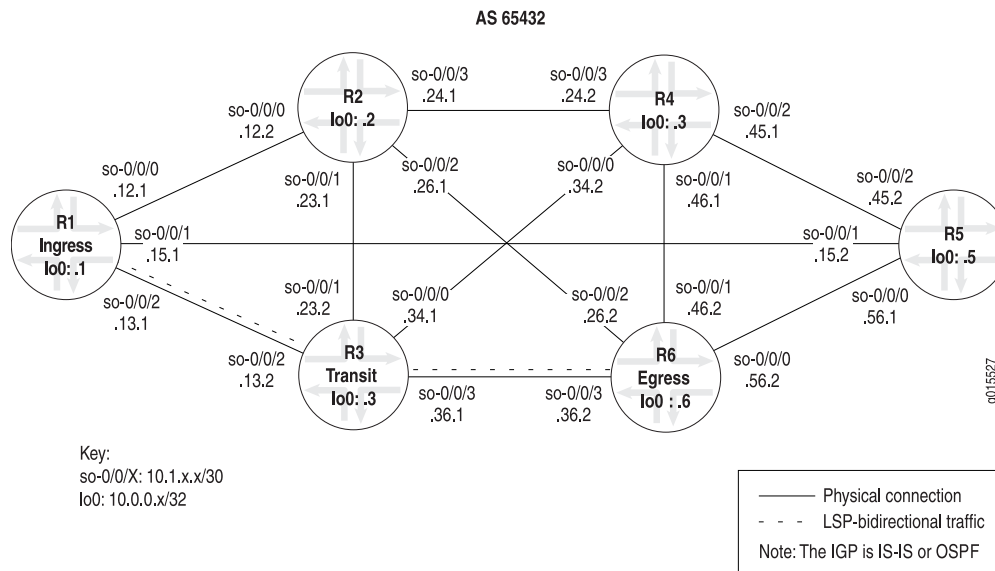 AS 65432
R2
lo0: .2
so-0/0/3
.24.1
so-0/0/3
.24.2
R4
lo0: .3
so-0/0/0
.12.2
so-0/0/2
.45.1
so-0/0/0
.12.1
so-0/0/1
.23.1
so-0/0/2
.26.1
so-0/0/0
.34.2
so-0/0/1
.46.1
so-0/0/2
.45.2
R1
Ingress
lo0: .1
so-0/0/1
.15.1
so-0/0/1
.15.2
R5
lo0: .5
so-0/0/2
.13.1
so-0/0/1
.23.2
so-0/0/0
.34.1
so-0/0/2
.26.2
so-0/0/1
.46.2
so-0/0/0
.56.1
so-0/0/2
.13.2
R3
Transit
lo0: .3
so-0/0/3
.36.1
so-0/0/3
.36.2
R6
Egress
lo0 : .6
so-0/0/0
.56.2
g015527
Key:
so-0/0/X: 10.1.x.x/30
lo0: 10.0.0.x/32
Physical connection
LSP-bidirectional traffic
Note: The IGP is IS-IS or OSPF